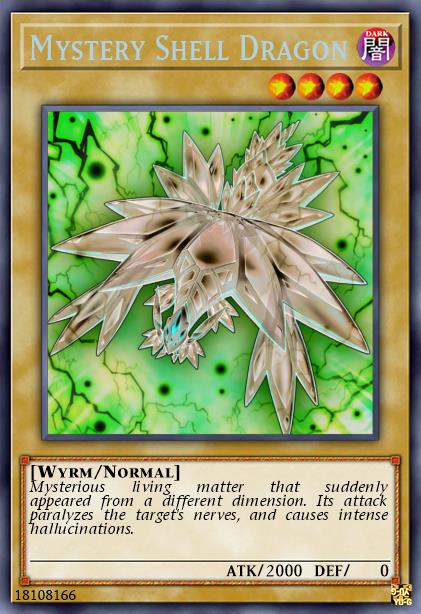 Mystery Shell Dragon
DARK
闇
[Wyrm/Normal]
Mysterious living matter that suddenly
appeared from a different dimension. Its attack
paralyzes the target's nerves, and causes intense
hallucinations.
ATK/2000 DEF/ 0
18108166